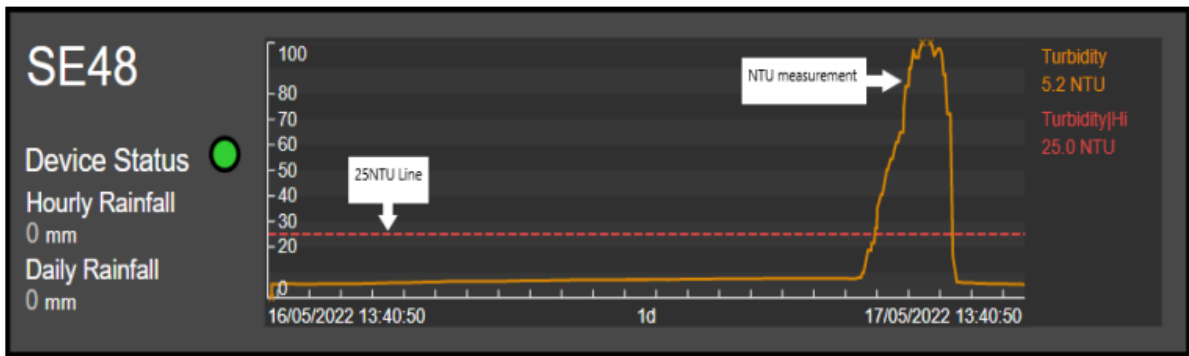 SE48
Device Status
Hourly Rainfall
0 mm
Daily Rainfall
0 mm
100
80
70
60
50
40
30
20
0
25NTU Line
NTU measurement
16/05/2022 13:40:50
1d
17/05/2022 13:40:50
Turbidity
5.2 NTU
Turbidity|Hi
25.0 NTU